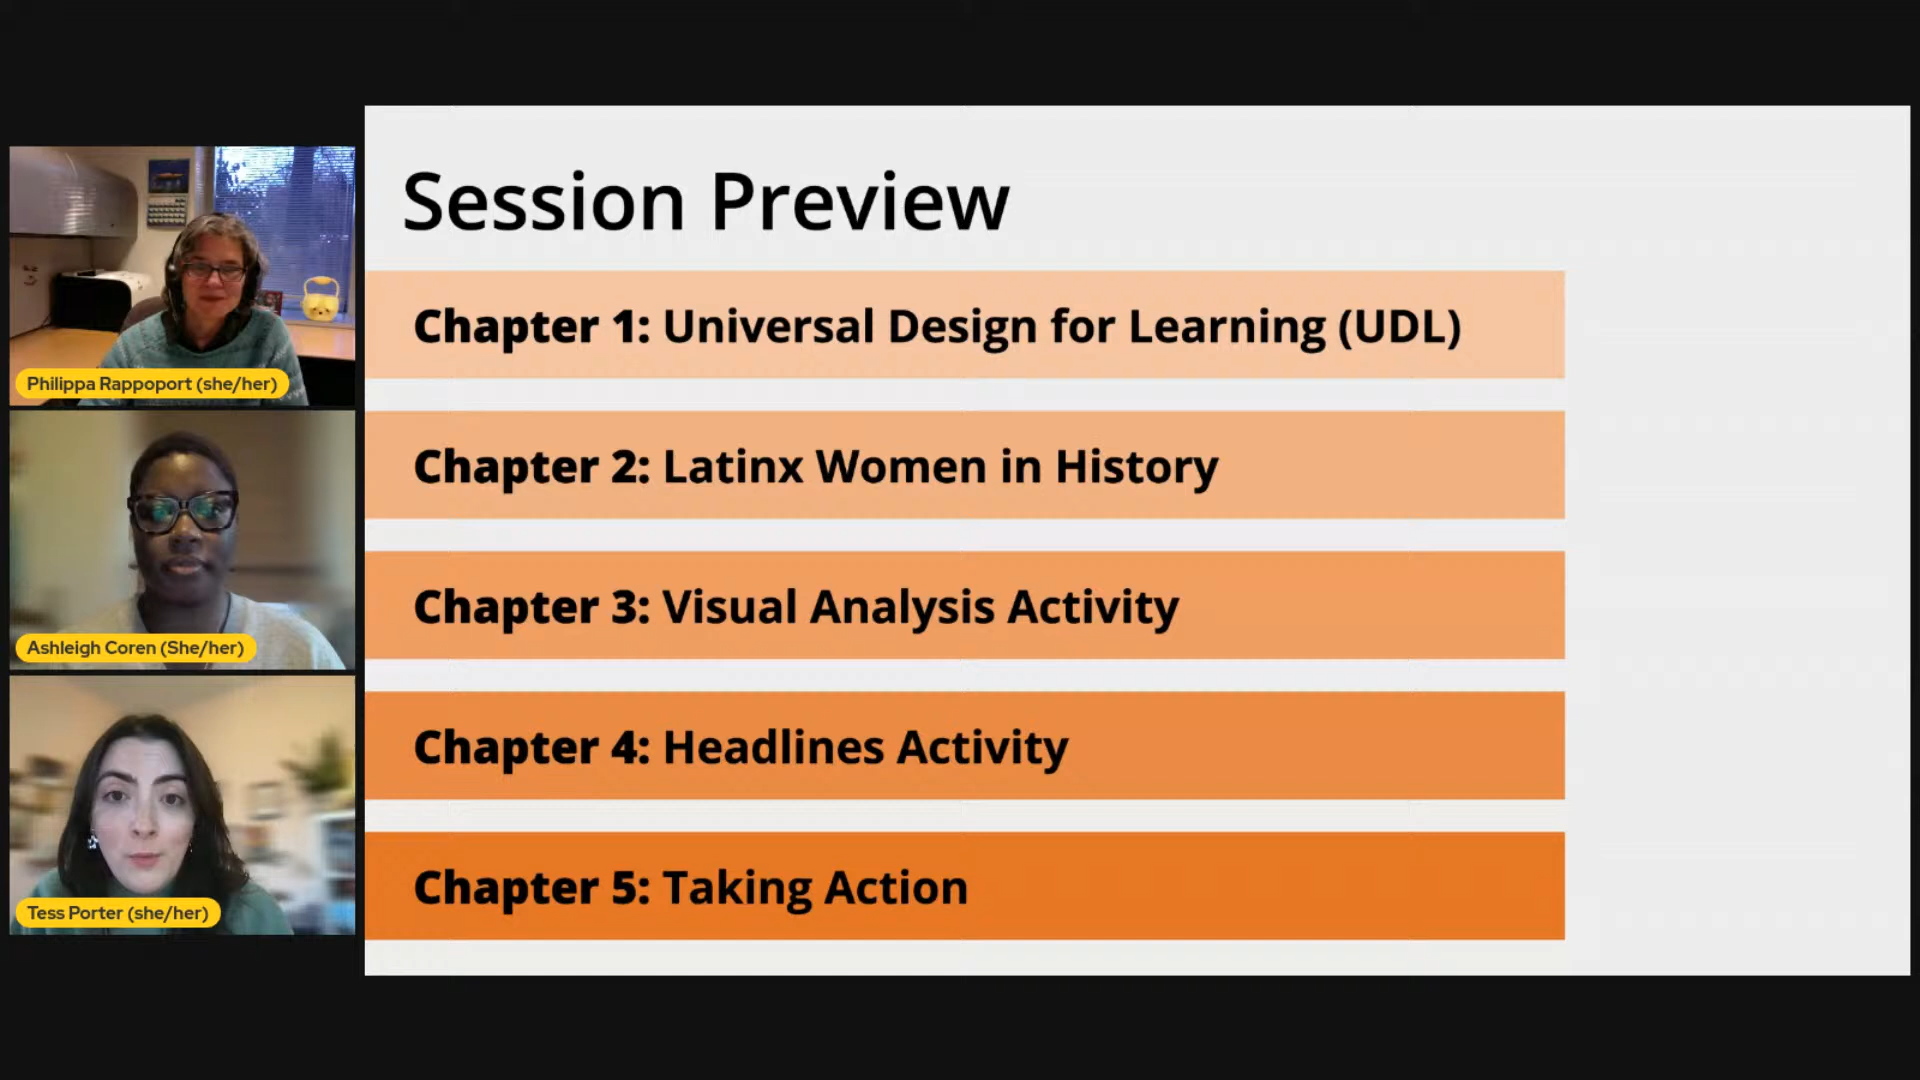 Philippa Rappoport (she/her)
Ashleigh Coren (She/her)
Tess Porter (she/her)
Session Preview
Chapter 1: Universal Design for Learning (UDL)
Chapter 2: Latinx Women in History
Chapter 3: Visual Analysis Activity
Chapter 4: Headlines Activity
Chapter 5: Taking Action